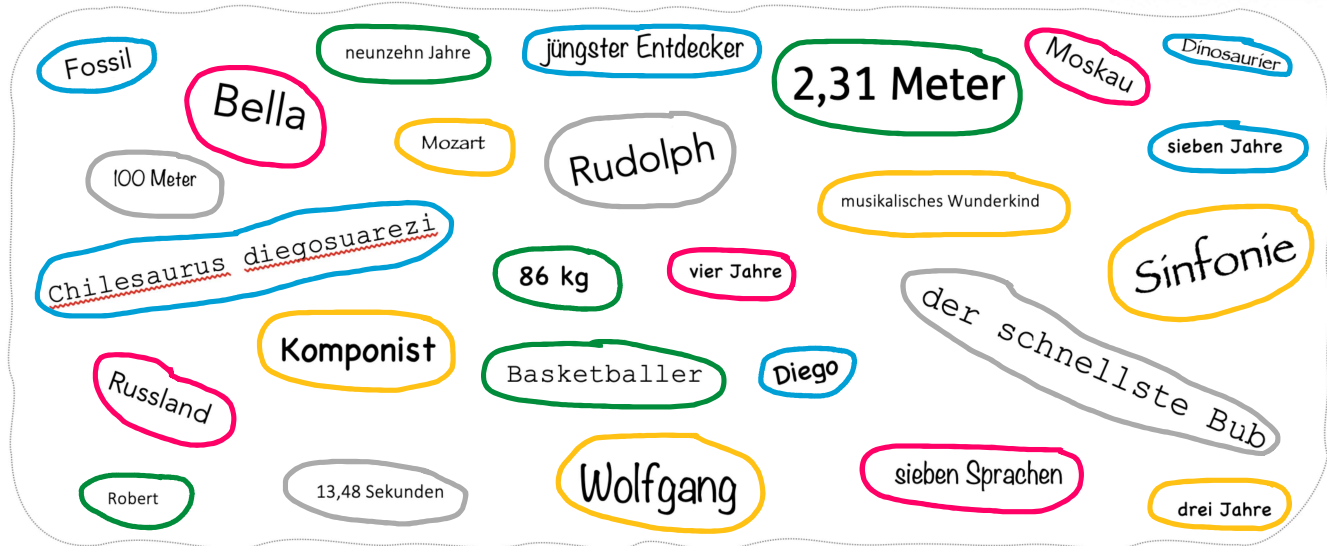 Fossil
neunzehn Jahre
jüngster Entdecker
2,31 Meter
Moskau
Dinosaurier
Bella
Mozart
Rudolph
sieben Jahre
100 Meter
musikalisches Wunderkind
Chilesaurus diegosuarezi
86 kg
vier Jahre
Sinfonie
der schnellste Bub
Komponist
Basketballer
Diego
Russland
Robert
13,48 Sekunden
Wolfgang
sieben Sprachen
drei Jahre